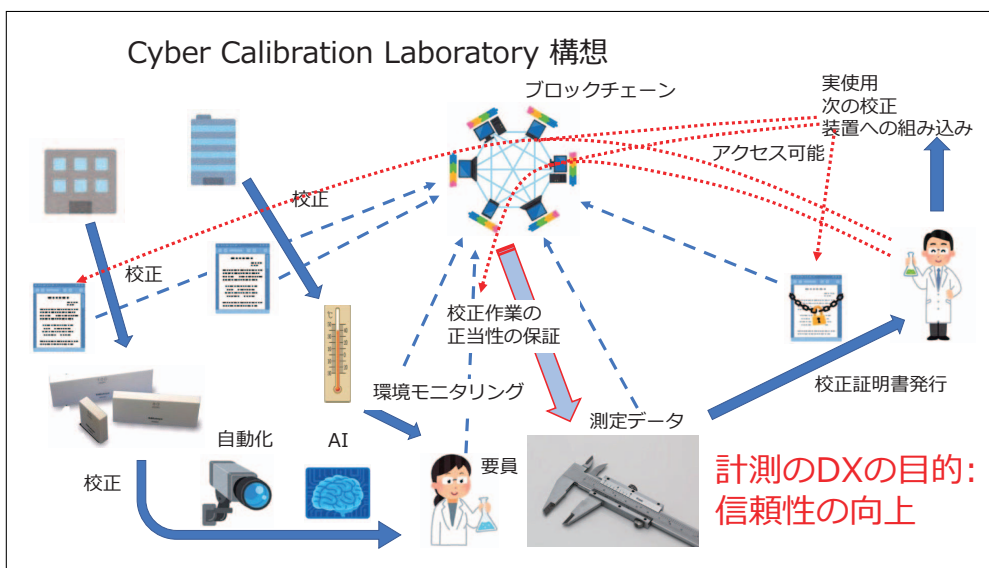 Cyber Calibration Laboratory 構想
ブロックチェーン
実使用
次の校正
装置への組み込み
アクセス可能
校正
校正
校正作業の
正当性の保証
環境モニタリング
校正証明書発行
測定データ
自動化
AI
要員
校正
計測のDXの目的:
信頼性の向上